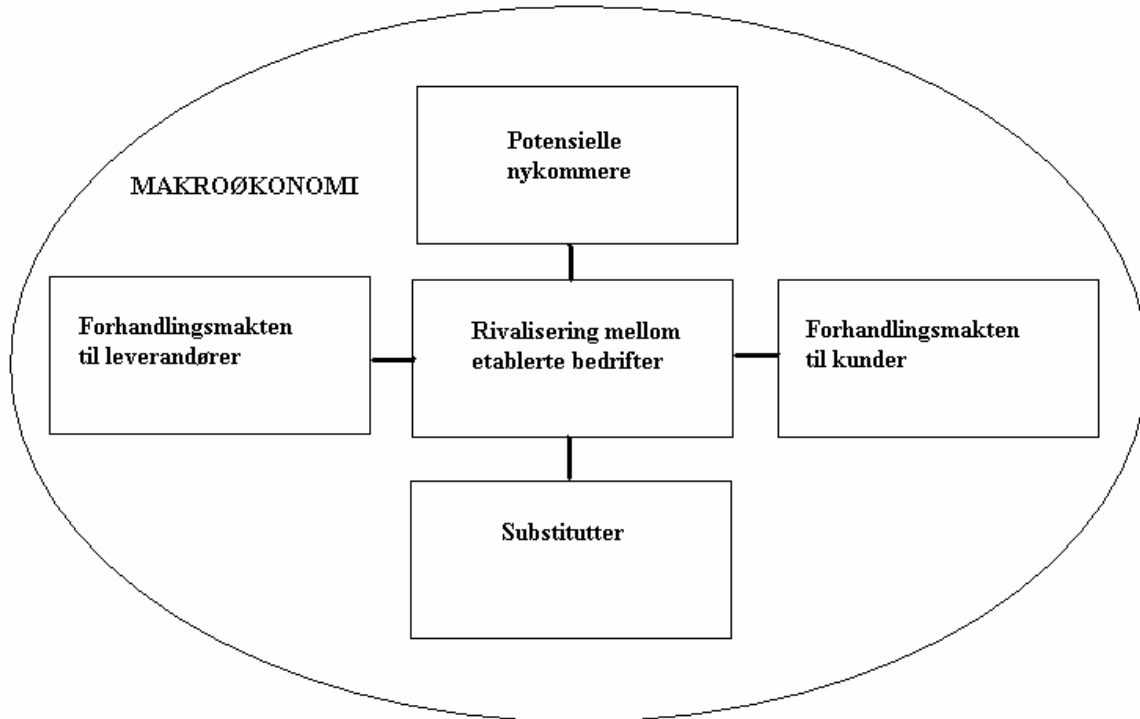 Potensielle
nykommere
MAKROØKONOMI
Forhandlingsmakten
til leverandører
Rivalisering mellom
etablerte bedrifter
Forhandlingsmakten
til kunder
Substitutter